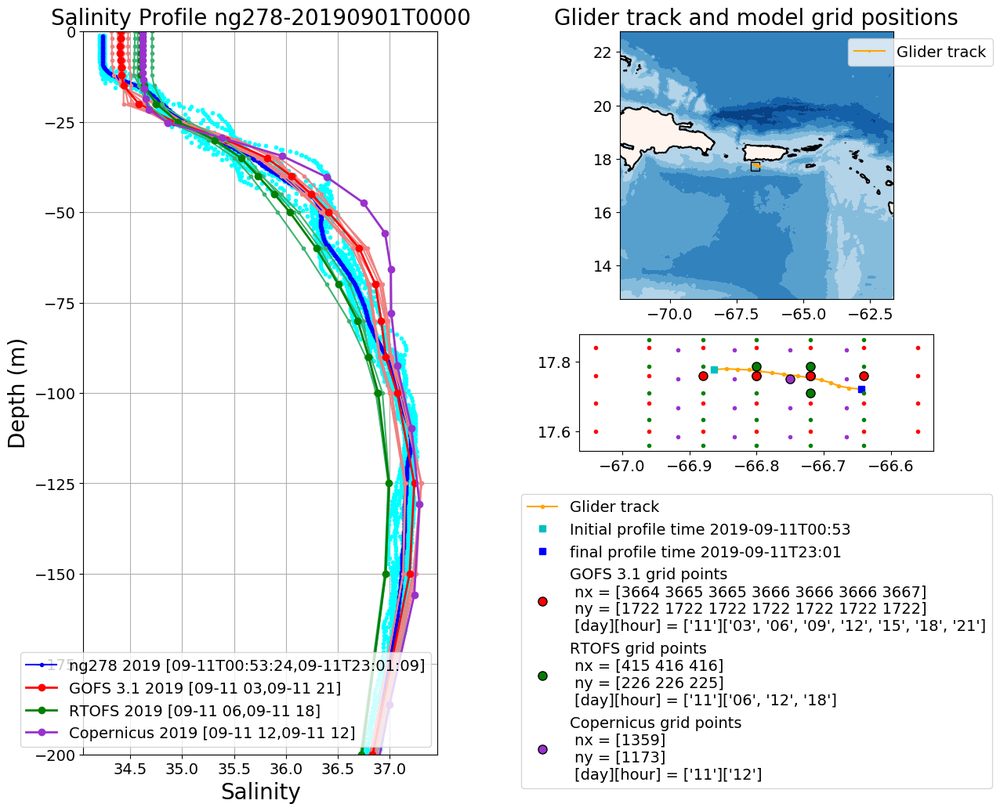 Salinity Profile ng278-20190901T0000
0
−25
−50
−75
−100
−125
−150
−175
−200
Depth (m)
34.5 35.0 35.5 36.0 36.5 37.0
Salinity
ng278 2019 [09-11T00:53:24,09-11T23:01:09]
GOFS 3.1 2019 [09-11 03,09-11 21]
RTOFS 2019 [09-11 06,09-11 18]
Copernicus 2019 [09-11 12,09-11 12]
Glider track and model grid positions
Glider track
22
20
18
16
14
−70.0 −67.5 −65.0 −62.5
17.8
17.6
−67.0 −66.9 −66.8 −66.7 −66.6
Glider track
Initial profile time 2019-09-11T00:53
final profile time 2019-09-11T23:01
GOFS 3.1 grid points
nx = [3664 3665 3665 3666 3666 3666 3667]
ny = [1722 1722 1722 1722 1722 1722 1722]
[day][hour] = ['11']['03', '06', '09', '12', '15', '18', '21']
RTOFS grid points
nx = [415 416 416]
ny = [226 226 225]
[day][hour] = ['11']['06', '12', '18']
Copernicus grid points
nx = [1359]
ny = [1173]
[day][hour] = ['11']['12']